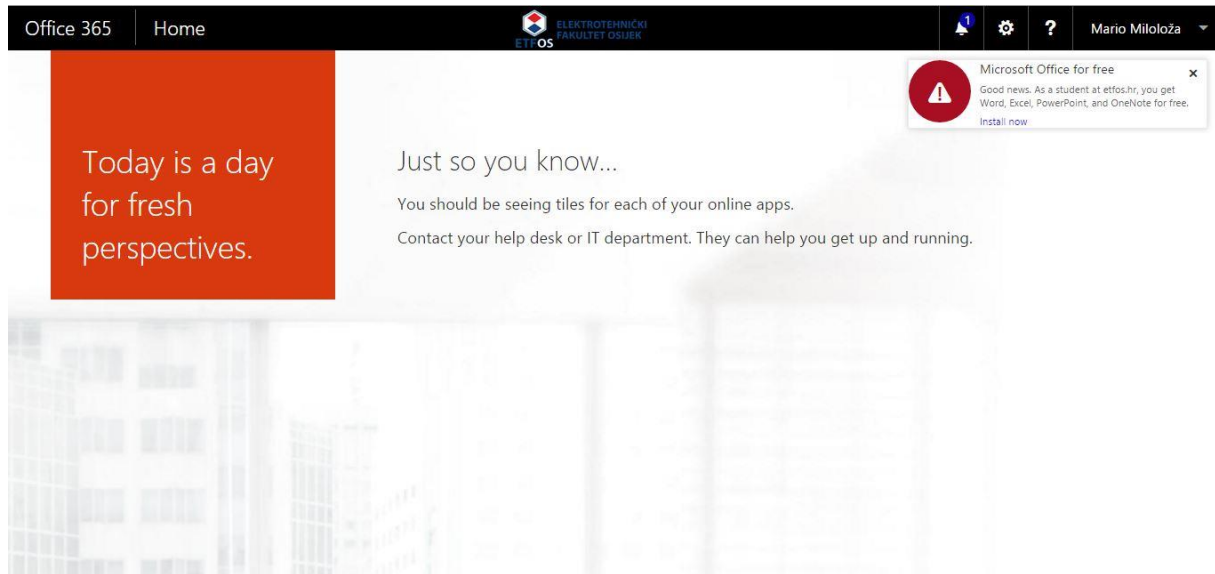 Office 365 Home
ETFOS
ELEKTROTEHNIČKI
FAKULTET OSIJEK
1
?
Mario Miloloža
Microsoft Office for free
Good news. As a student at etfos.hr, you get
Word, Excel, PowerPoint, and OneNote for free.
Install now
Today is a day
for fresh
perspectives.
Just so you know...
You should be seeing tiles for each of your online apps.
Contact your help desk or IT department. They can help you get up and running.